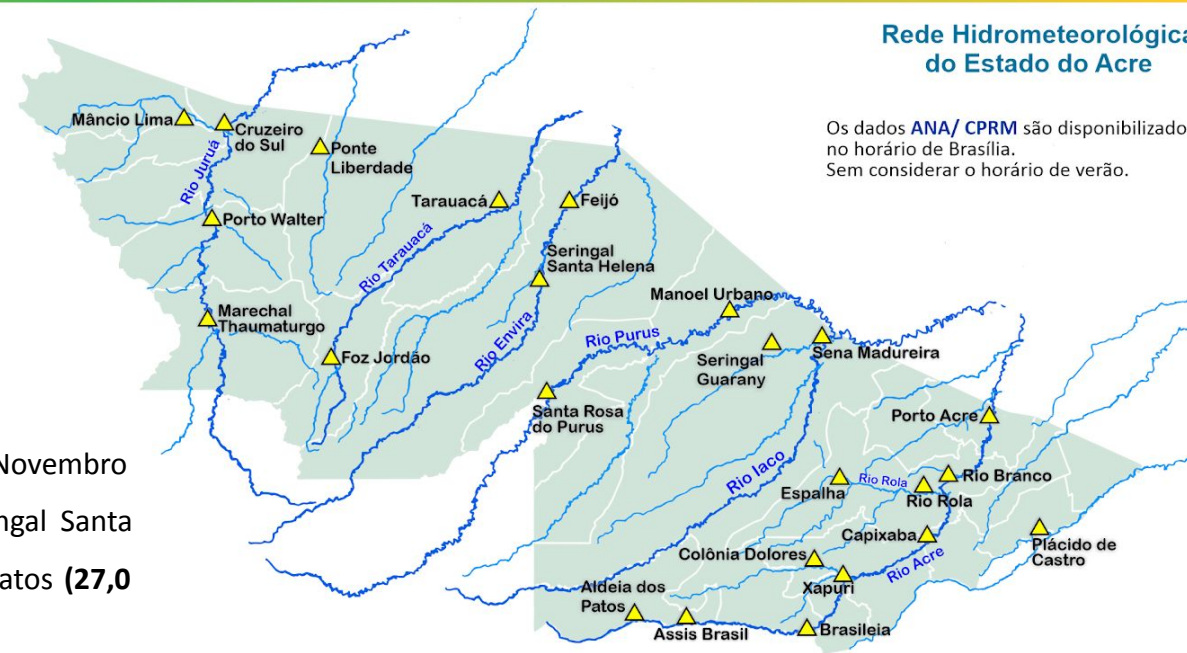 Rede Hidrometeorológica
do Estado do Acre
Os dados ANA/ CPRM são disponibilizado
no horário de Brasília.
Sem considerar o horário de verão.
Mâncio Lima
Cruzeiro
do Sul
Ponte
Liberdade
Rio Juruá
Tarauacá
Feijó
Porto Walter
Rio Tarauacá
Seringal
Santa Helena
Manoel Urbano
Marechal
Thaumaturgo
Rio Envira
Rio Purus
Foz Jordão
Seringal
Guarany
Sena Madureira
Santa Rosa
do Purus
Porto Acre
Novembro
ngal Santa
atos (27,0
Rio Iaco
Espalha
Rio Rola
Rio Branco
Rio Rola
Capixaba
Plácido de
Castro
Colônia Dolores
Rio Acre
Xapuri
Aldeia dos
Patos
Assis Brasil
Brasileia